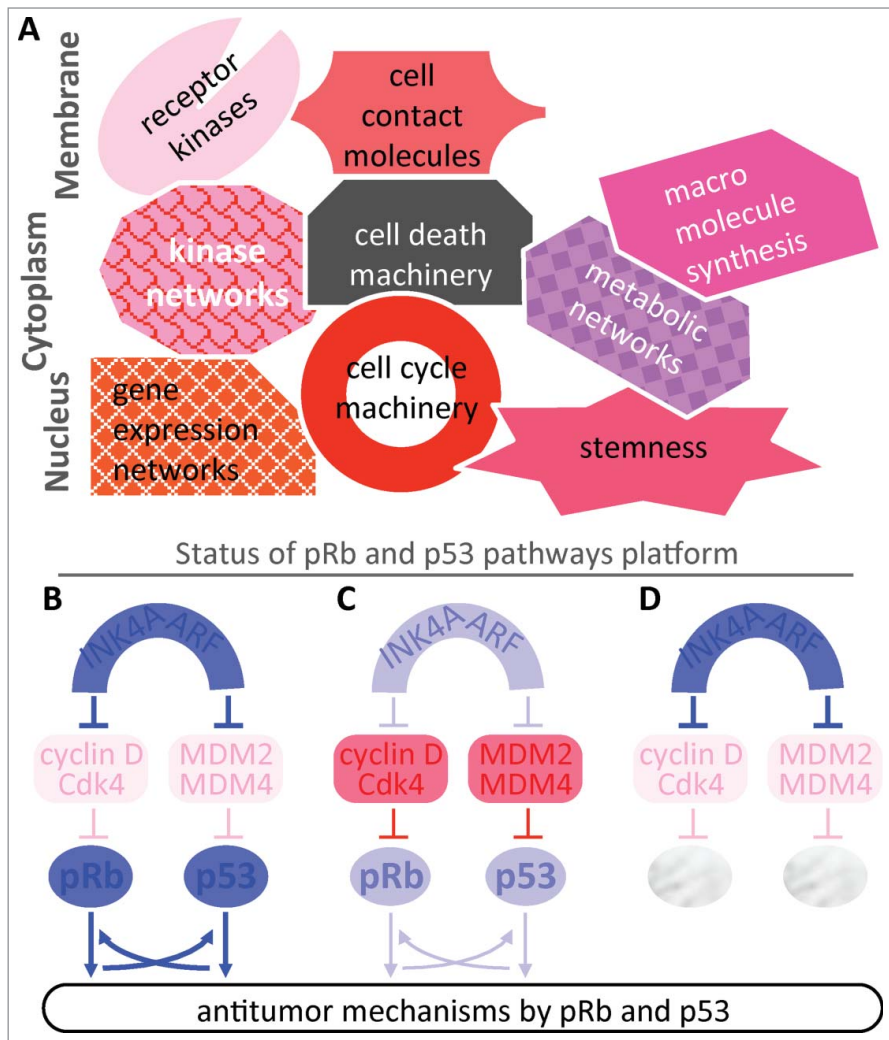 A
Membrane
Cytoplasm
Nucleus
receptor
kinases
cell
contact
molecules
macro
molecule
synthesis
kinase
networks
cell death
machinery
metabolic
networks
gene
expression
networks
cell cycle
machinery
stemness
Status of pRb and p53 pathways platform
B
INK4A ARF
cyclin D
Cdk4
MDM2
MDM4
pRb
p53
C
INK4A ARF
cyclin D
Cdk4
MDM2
MDM4
pRb
p53
D
INK4A ARF
cyclin D
Cdk4
MDM2
MDM4
antitumor mechanisms by pRb and p53